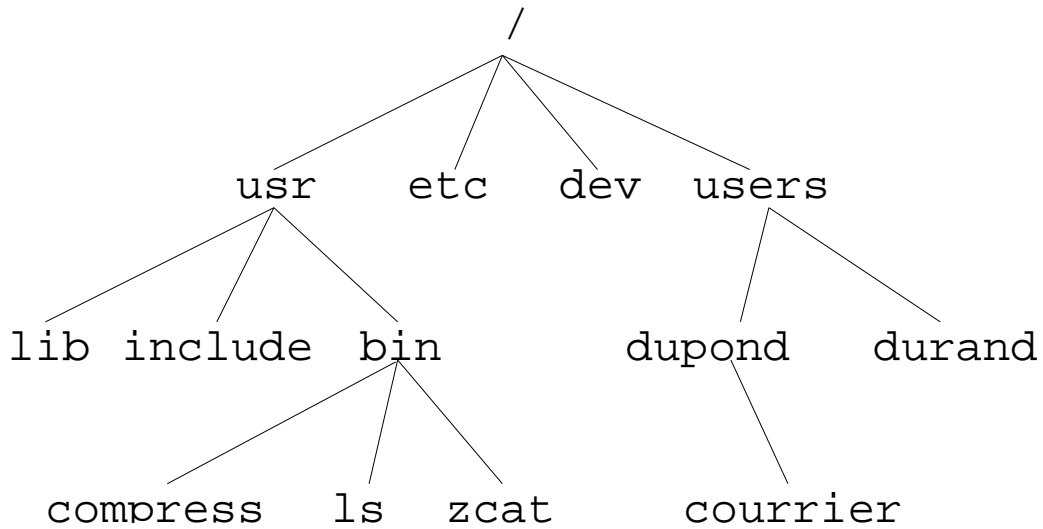 /
usr etc dev users
lib include bin dupond durand
compress ls zcat courrier